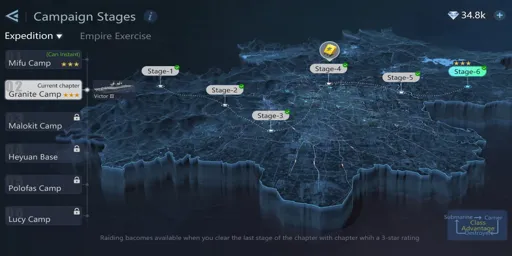 Campaign Stages
34.8k
Expedition
Empire Exercise
(Can Instant)
Mifu Camp
Current chapter
02
Granite Camp
Victor III
Malokit Camp
Heyuan Base
Polofas Camp
Lucy Camp
Stage-1
Stage-2
Stage-3
Stage-4
Stage-5
Stage-6
Submarine
Carrier
Class
Advantage
Destroyer
Raiding bacomes available when you clear the last stage of the chapter with chapter whih a 3-star rating